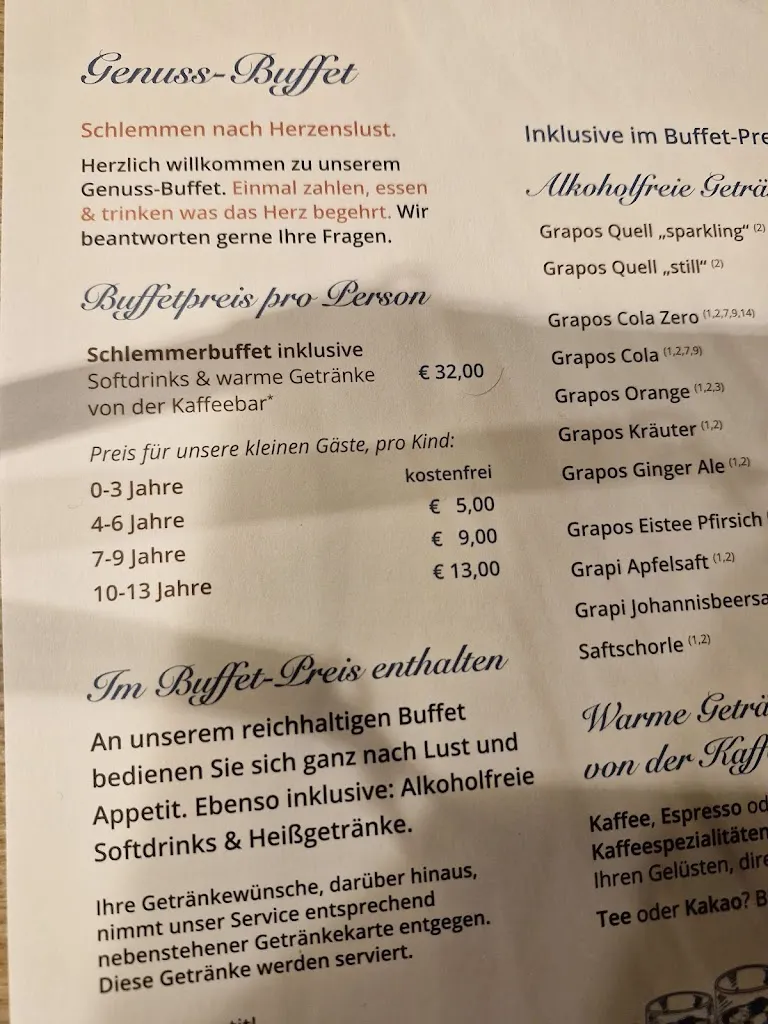 Genuss-Buffet
Schlemmen nach Herzenslust.
Herzlich willkommen zu unserem
Genuss-Buffet. Einmal zahlen, essen
& trinken was das Herz begehrt. Wir
beantworten gerne Ihre Fragen.
Buffetpreis pro Person
Schlemmerbuffet inklusive
Softdrinks & warme Getränke € 32,00
von der Kaffeebar*
Preis für unsere kleinen Gäste, pro Kind:
0-3 Jahre kostenfrei
4-6 Jahre € 5,00
7-9 Jahre € 9,00
10-13 Jahre € 13,00
Im Buffet-Preis enthalten
An unserem reichhaltigen Buffet
bedienen Sie sich ganz nach Lust und
Appetit. Ebenso inklusive: Alkoholfreie
Softdrinks & Heißgetränke.
Ihre Getränkewünsche, darüber hinaus,
nimmt unser Service entsprechend
nebenstehener Getränkekarte entgegen.
Diese Getränke werden serviert.
Inklusive im Buffet-Pre
Alkoholfreie Geträ
Grapos Quell „sparkling“ (2)
Grapos Quell „still“ (2)
Grapos Cola Zero (1,2,7,9,14)
Grapos Cola (1,2,7,9)
Grapos Orange (1,2,3)
Grapos Kräuter (1,2)
Grapos Ginger Ale (1,2)
Grapos Eistee Pfirsich
Grapi Apfelsaft (1,2)
Grapi Johannisbeersa
Saftschorle (1,2)
Warme Geträ
von der Kaff
Kaffee, Espresso od
Kaffeespezialitäten
Ihren Gelüsten, dire
Tee oder Kakao? B